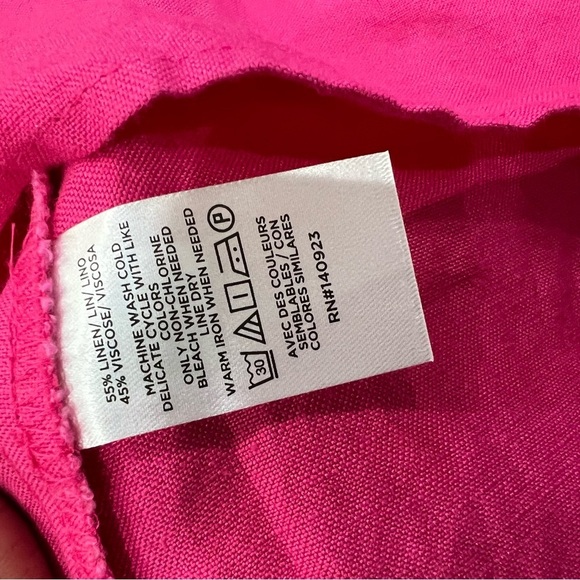 55% LINEN/ LIN/ LINO
45% VISCOSE/ VISCOSA
MACHINE WASH COLD
DELICATE CYCLE WITH LIKE
COLORS
ONLY NON-CHLORINE
BLEACH WHEN NEEDED
LINE DRY
WARM IRON WHEN NEEDED
30
P
AVEC DES COULEURS
SEMBLABLES / CON
COLORES SIMILARES
RN#140923